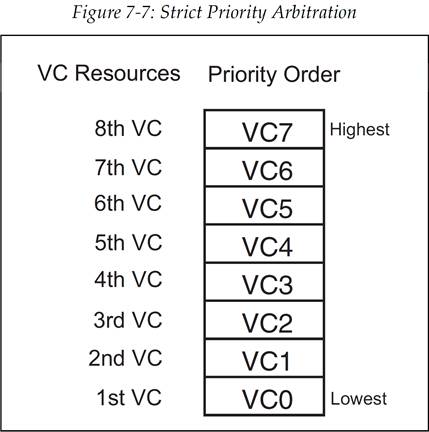 Figure 7-7: Strict Priority Arbitration
VC Resources Priority Order
8th VC VC7 Highest
7th VC VC6
6th VC VC5
5th VC VC4
4th VC VC3
3rd VC VC2
2nd VC VC1
1st VC VC0 Lowest